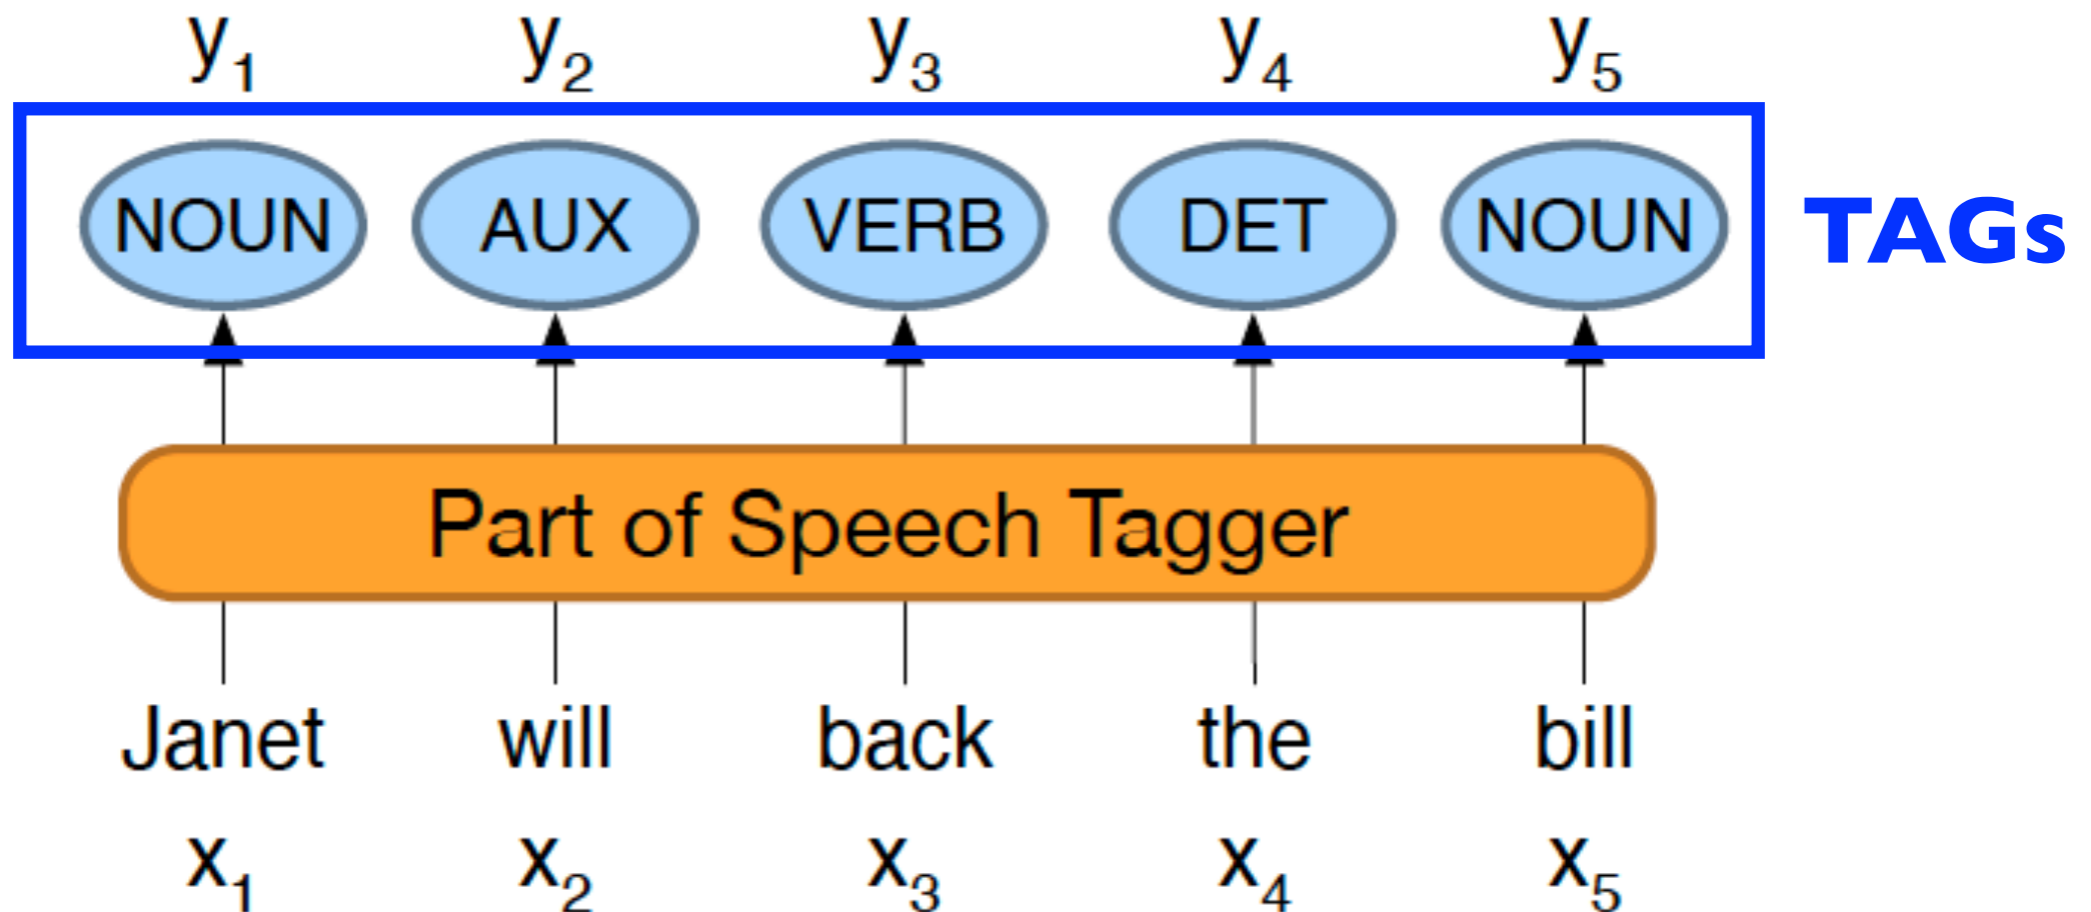 y₁ y₂ y₃ y₄ y₅
NOUN AUX VERB DET NOUN TAGs
Part of Speech Tagger
Janet will back the bill
x₁ x₂ x₃ x₄ x₅